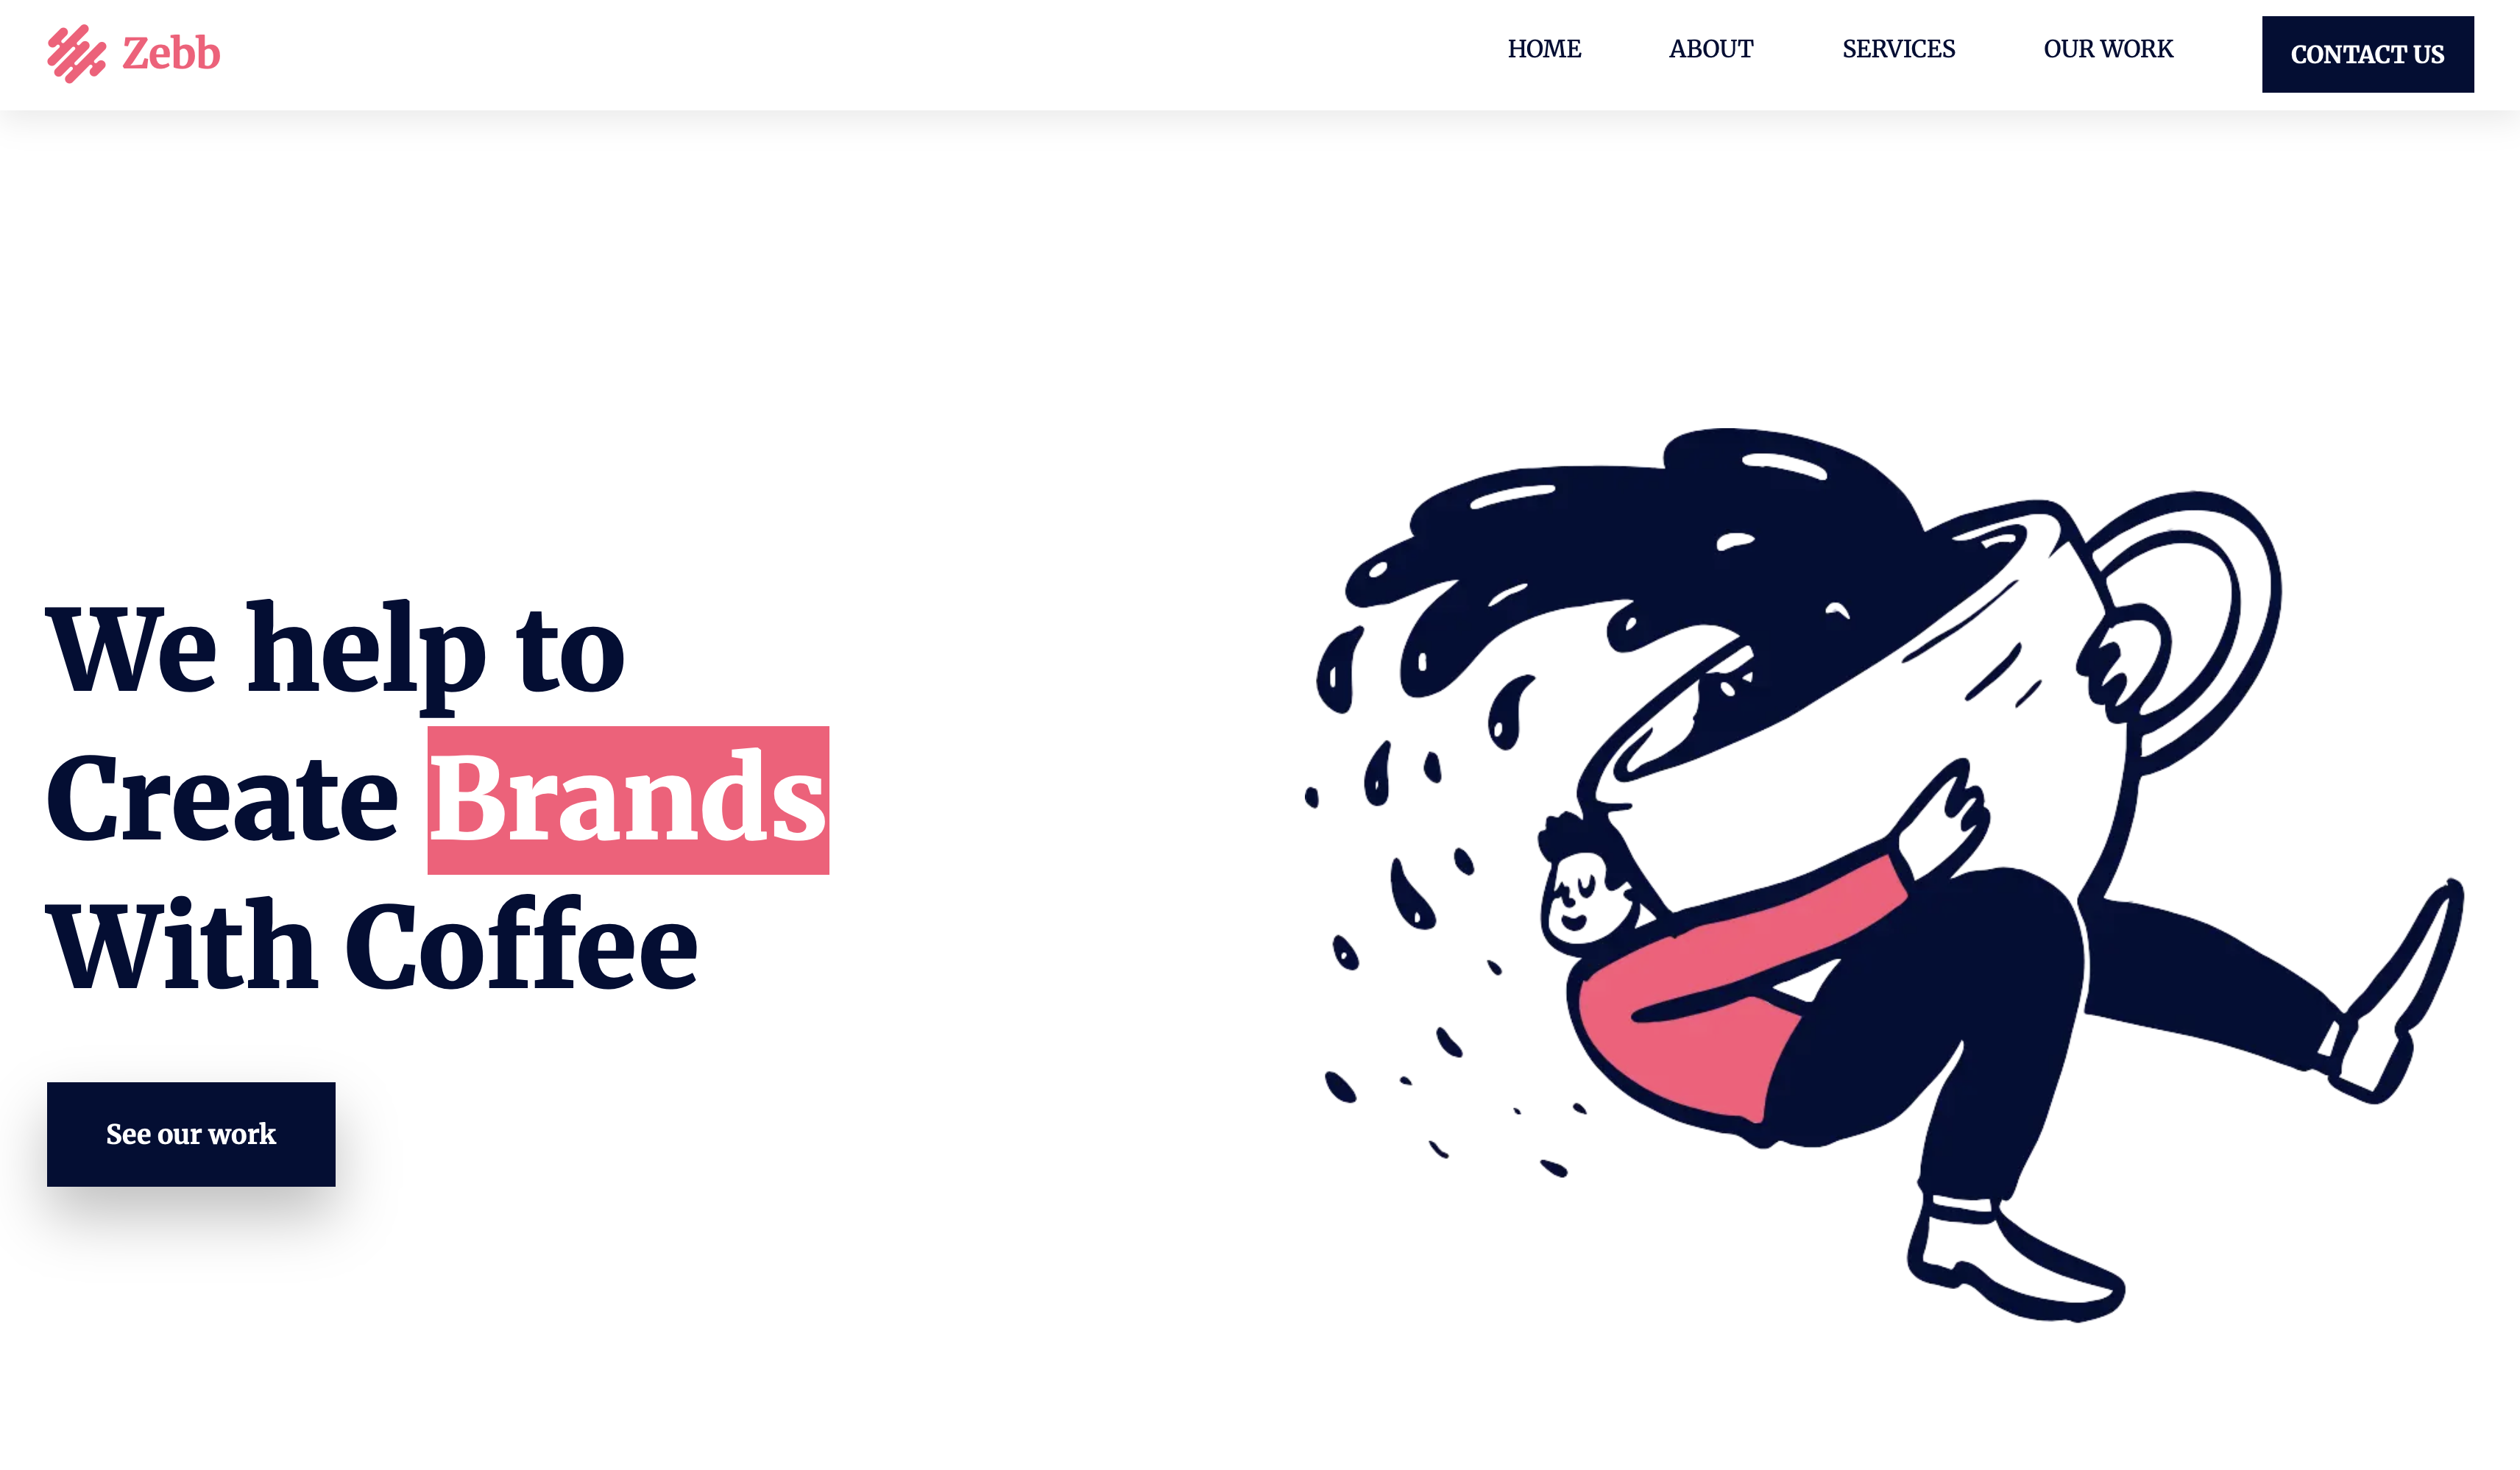 Zebb
HOME ABOUT SERVICES OUR WORK CONTACT US
We help to
Create Brands
With Coffee
See our work